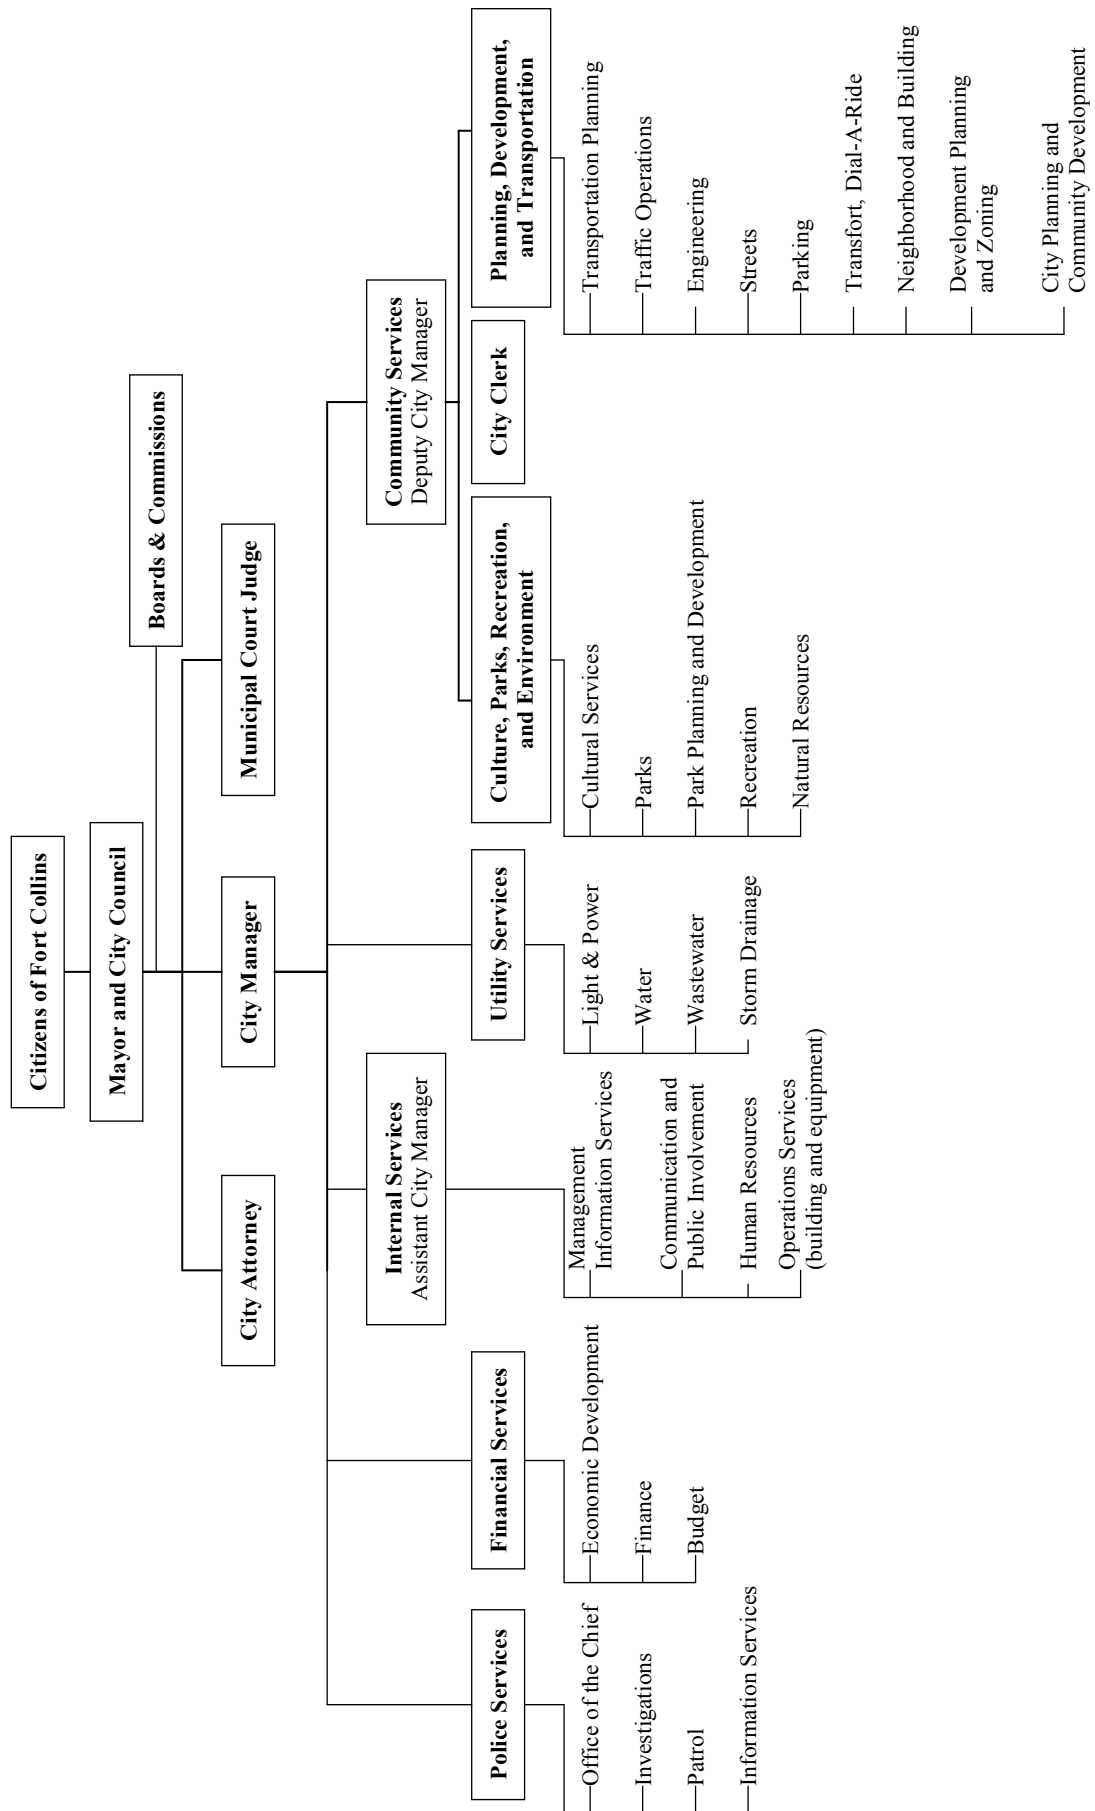 Citizens of Fort Collins
Mayor and City Council
Boards & Commissions
City Attorney
City Manager
Municipal Court Judge
Internal Services
Assistant City Manager
Community Services
Deputy City Manager
Police Services
Office of the Chief
Investigations
Patrol
Information Services
Financial Services
Economic Development
Finance
Budget
Management
Information Services
Communication and
Public Involvement
Human Resources
Operations Services
(building and equipment)
Utility Services
Light & Power
Water
Wastewater
Storm Drainage
Culture, Parks, Recreation,
and Environment
Cultural Services
Parks
Park Planning and Development
Recreation
Natural Resources
City Clerk
Planning, Development,
and Transportation
Transportation Planning
Traffic Operations
Engineering
Streets
Parking
Transfort, Dial-A-Ride
Neighborhood and Building
Development Planning
and Zoning
City Planning and
Community Development